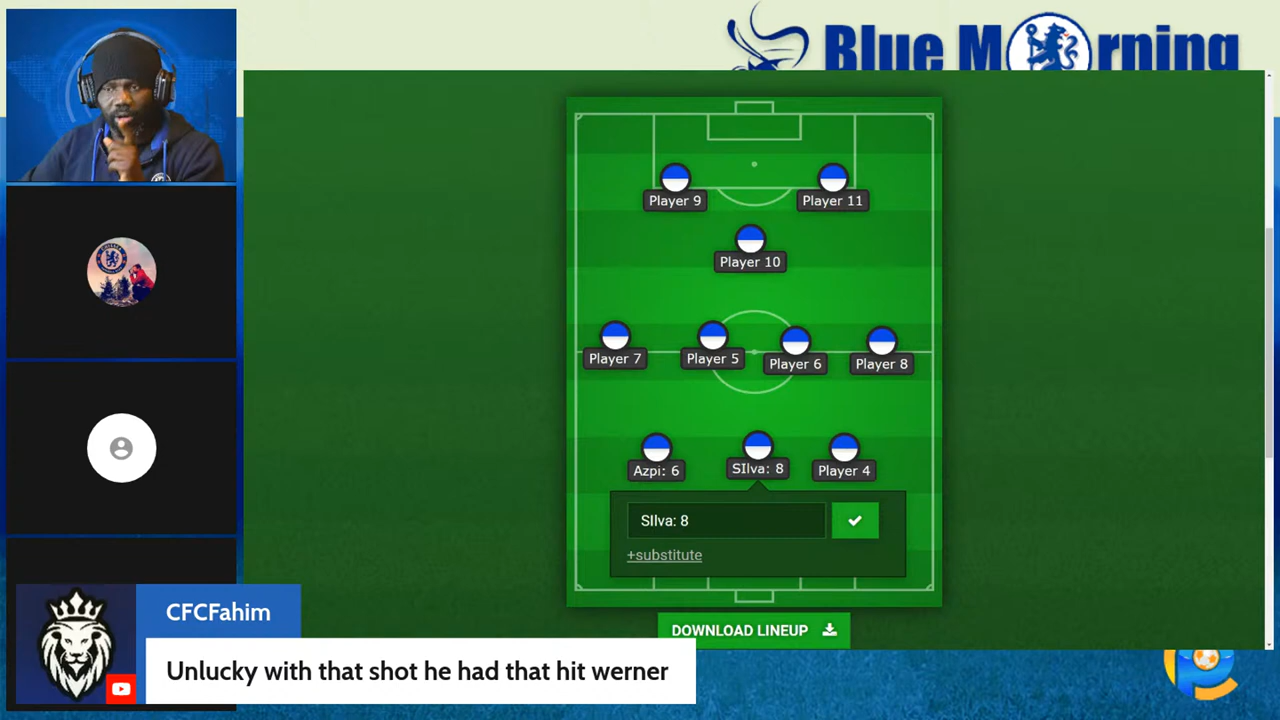 Blue M rning
Player 9
Player 11
Player 10
Player 7
Player 5
Player 6
Player 8
Azpi: 6
SIlva: 8
Player 4
SIlva: 8
+substitute
DOWNLOAD LINEUP
CFCFahim
Unlucky with that shot he had that hit werner